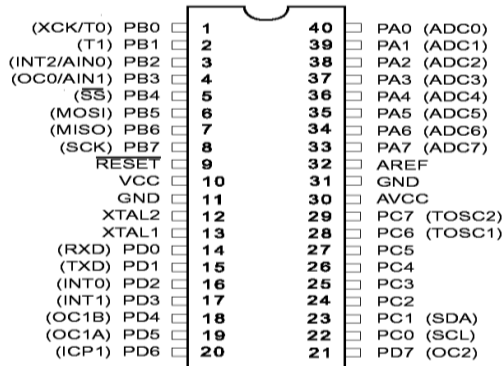 (XCK/T0) PB0 1 40 PA0 (ADC0)
(T1) PB1 2 39 PA1 (ADC1)
(INT2/AIN0) PB2 3 38 PA2 (ADC2)
(OC0/AIN1) PB3 4 37 PA3 (ADC3)
(SS) PB4 5 36 PA4 (ADC4)
(MOSI) PB5 6 35 PA5 (ADC5)
(MISO) PB6 7 34 PA6 (ADC6)
(SCK) PB7 8 33 PA7 (ADC7)
RESET 9 32 AREF
VCC 10 31 GND
GND 11 30 AVCC
XTAL2 12 29 PC7 (TOSC2)
XTAL1 13 28 PC6 (TOSC1)
(RXD) PD0 14 27 PC5
(TXD) PD1 15 26 PC4
(INT0) PD2 16 25 PC3
(INT1) PD3 17 24 PC2
(OC1B) PD4 18 23 PC1 (SDA)
(OC1A) PD5 19 22 PC0 (SCL)
(ICP1) PD6 20 21 PD7 (OC2)